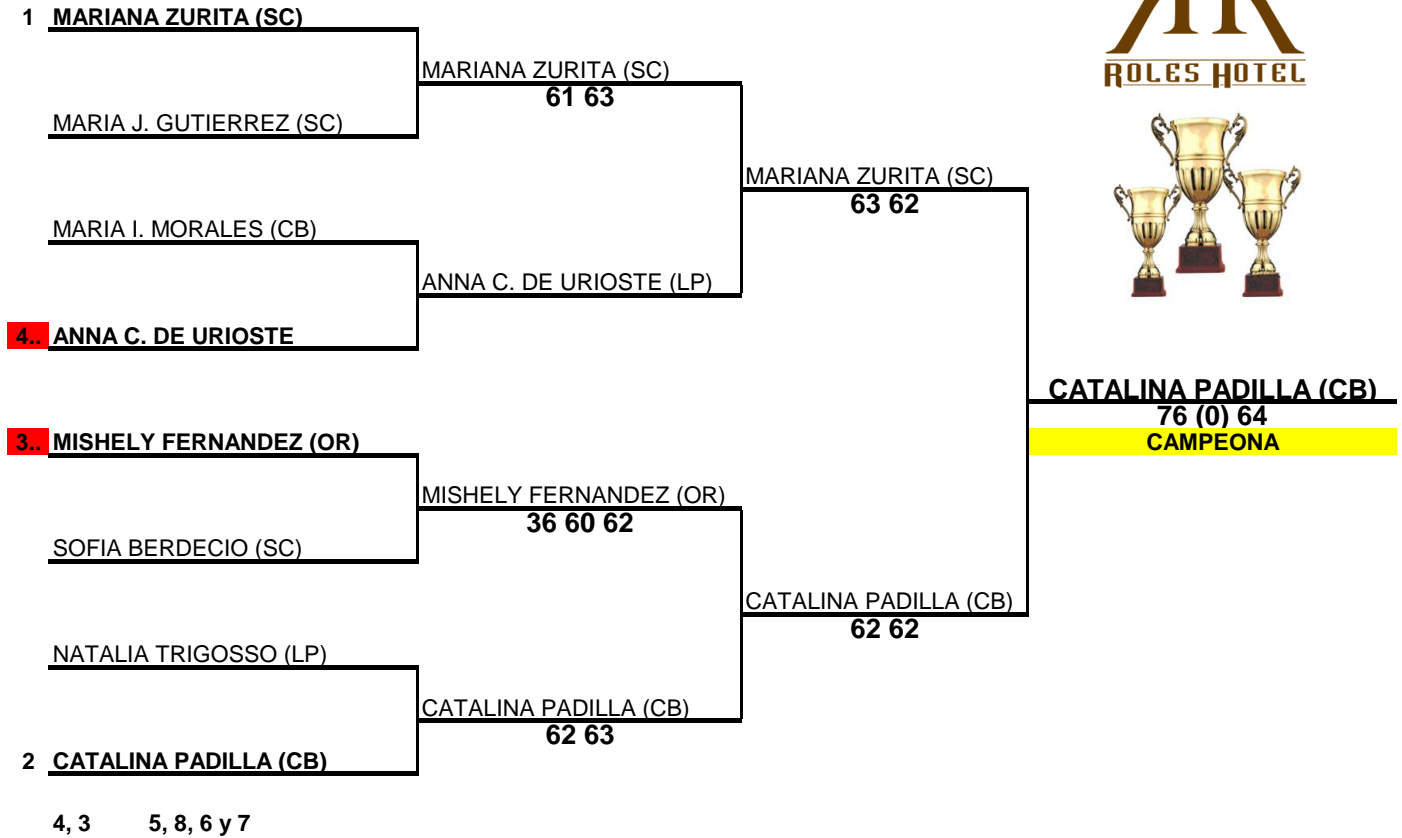 1 MARIANA ZURITA (SC)
ROLES HOTEL
MARIANA ZURITA (SC)
61 63
MARIA J. GUTIERREZ (SC)
MARIANA ZURITA (SC)
63 62
MARIA I. MORALES (CB)
ANNA C. DE URIOSTE (LP)
4.. ANNA C. DE URIOSTE
CATALINA PADILLA (CB)
76 (0) 64
CAMPEONA
3.. MISHELY FERNANDEZ (OR)
MISHELY FERNANDEZ (OR)
36 60 62
SOFIA BERDECIO (SC)
CATALINA PADILLA (CB)
62 62
NATALIA TRIGOSSO (LP)
CATALINA PADILLA (CB)
62 63
2 CATALINA PADILLA (CB)
4, 3 5, 8, 6 y 7